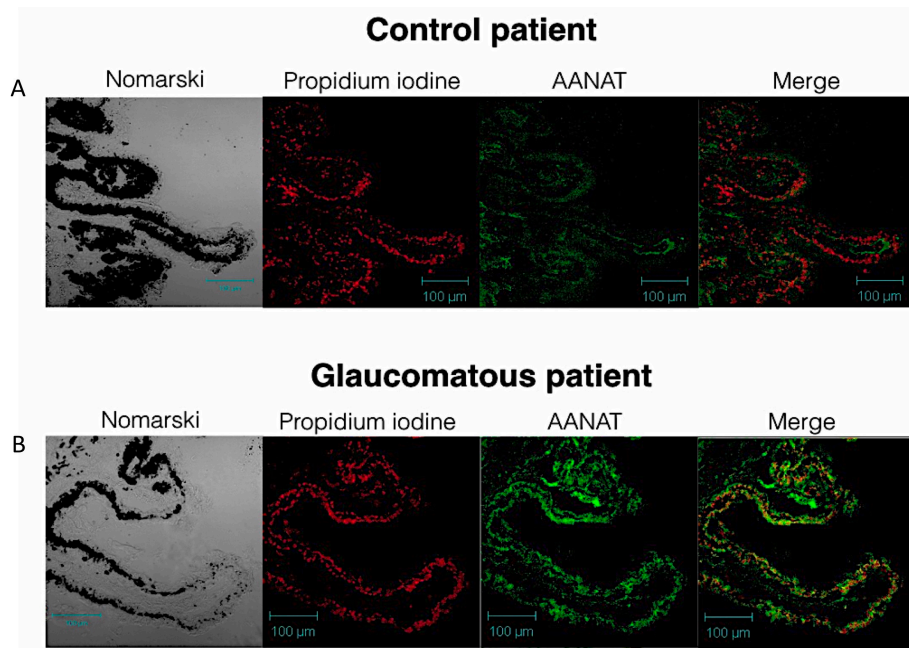 Control patient
A
Nomarski Propidium iodine AANAT Merge
100 µm 100 µm 100 µm
Glaucomatous patient
B
Nomarski Propidium iodine AANAT Merge
100 µm 100 µm 100 µm